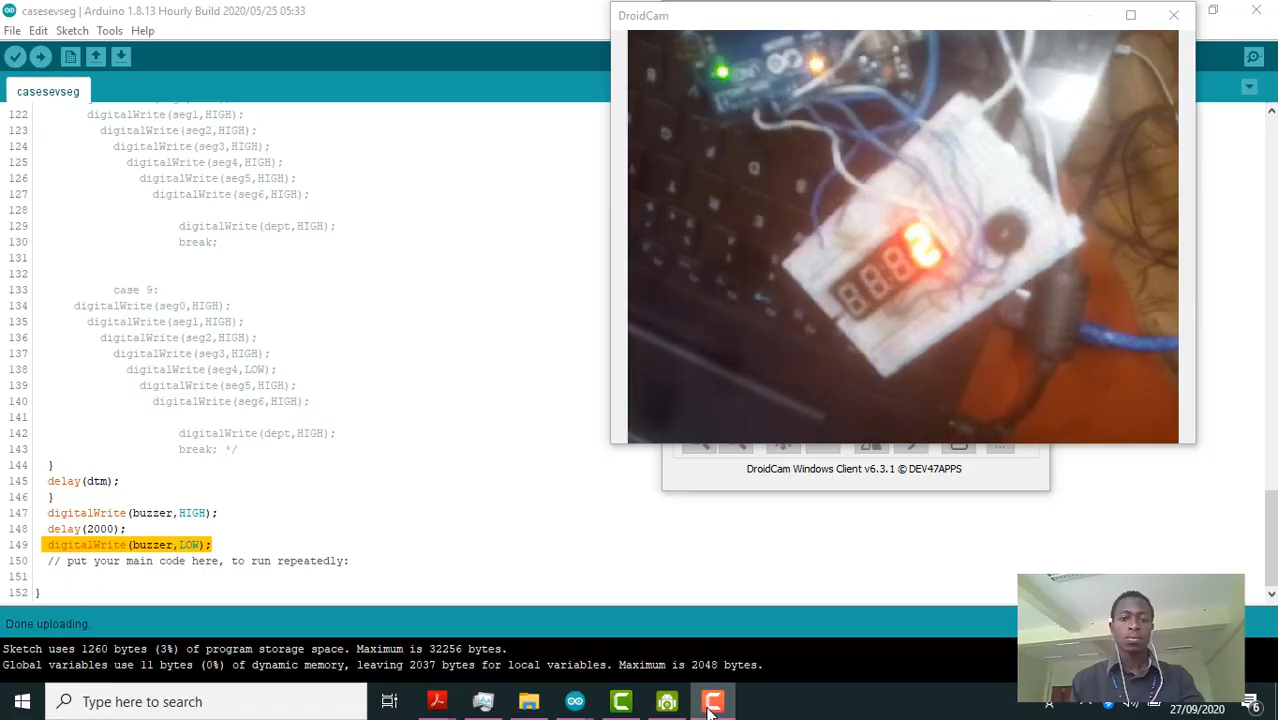 casesevseg | Arduino 1.8.13 Hourly Build 2020/05/25 05:33
File Edit Sketch Tools Help
casesevseg
122 digitalWrite(seg1,HIGH);
123 digitalWrite(seg2,HIGH);
124 digitalWrite(seg3,HIGH);
125 digitalWrite(seg4,HIGH);
126 digitalWrite(seg5,HIGH);
127 digitalWrite(seg6,HIGH);
128
129 digitalWrite(dept,HIGH);
130 break;
131
132
133 case 9:
134 digitalWrite(seg0,HIGH);
135 digitalWrite(seg1,HIGH);
136 digitalWrite(seg2,HIGH);
137 digitalWrite(seg3,HIGH);
138 digitalWrite(seg4,LOW);
139 digitalWrite(seg5,HIGH);
140 digitalWrite(seg6,HIGH);
141
142 digitalWrite(dept,HIGH);
143 break; */
144 }
145 delay(dtm);
146 }
147 digitalWrite(buzzer,HIGH);
148 delay(2000);
149 digitalWrite(buzzer,LOW);
150 // put your main code here, to run repeatedly:
151
152 }
DroidCam
2
DroidCam Windows Client v6.3.1 © DEV47APPS
Done uploading.
Sketch uses 1260 bytes (3%) of program storage space. Maximum is 32256 bytes.
Global variables use 11 bytes (0%) of dynamic memory, leaving 2037 bytes for local variables. Maximum is 2048 bytes.
Type here to search
27/09/2020
6